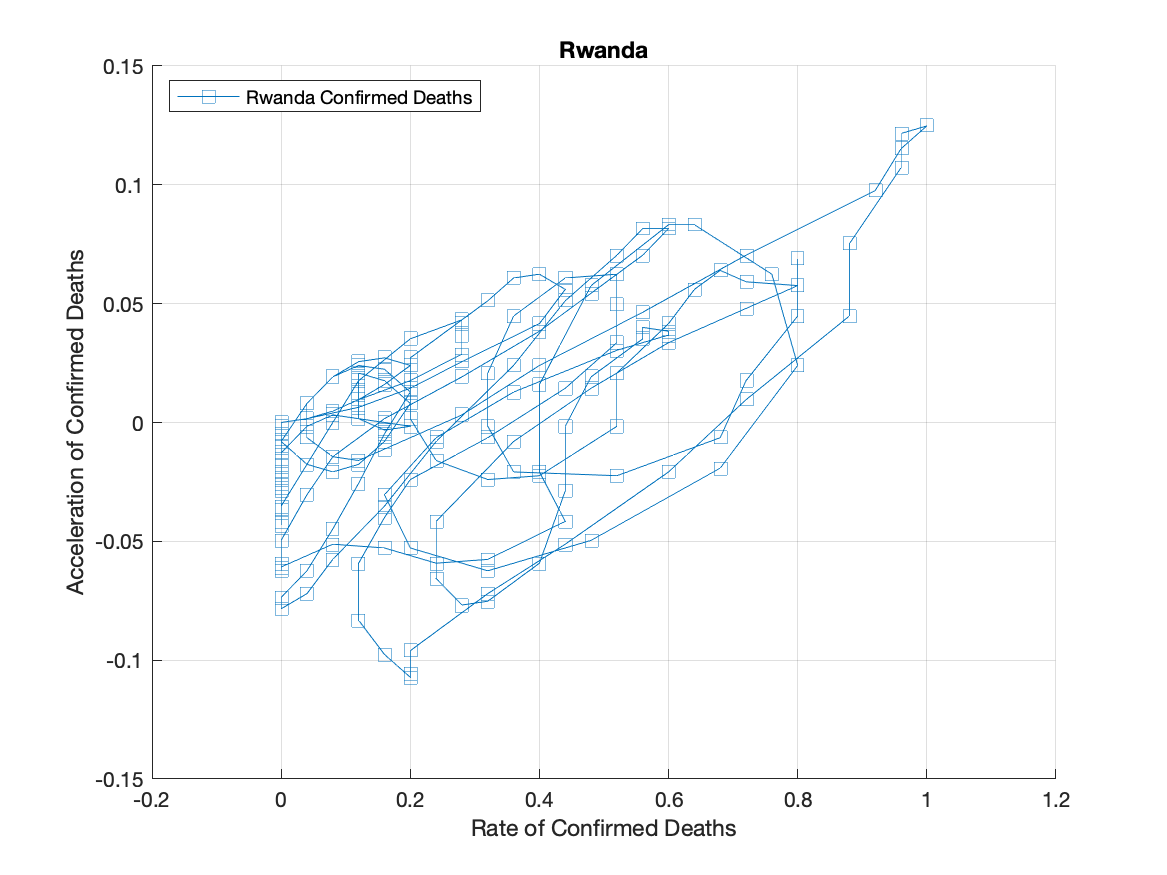 Rwanda
0.15
Rwanda Confirmed Deaths
0.1
0.05
0
-0.05
-0.1
-0.15
Acceleration of Confirmed Deaths
-0.2 0 0.2 0.4 0.6 0.8 1 1.2
Rate of Confirmed Deaths